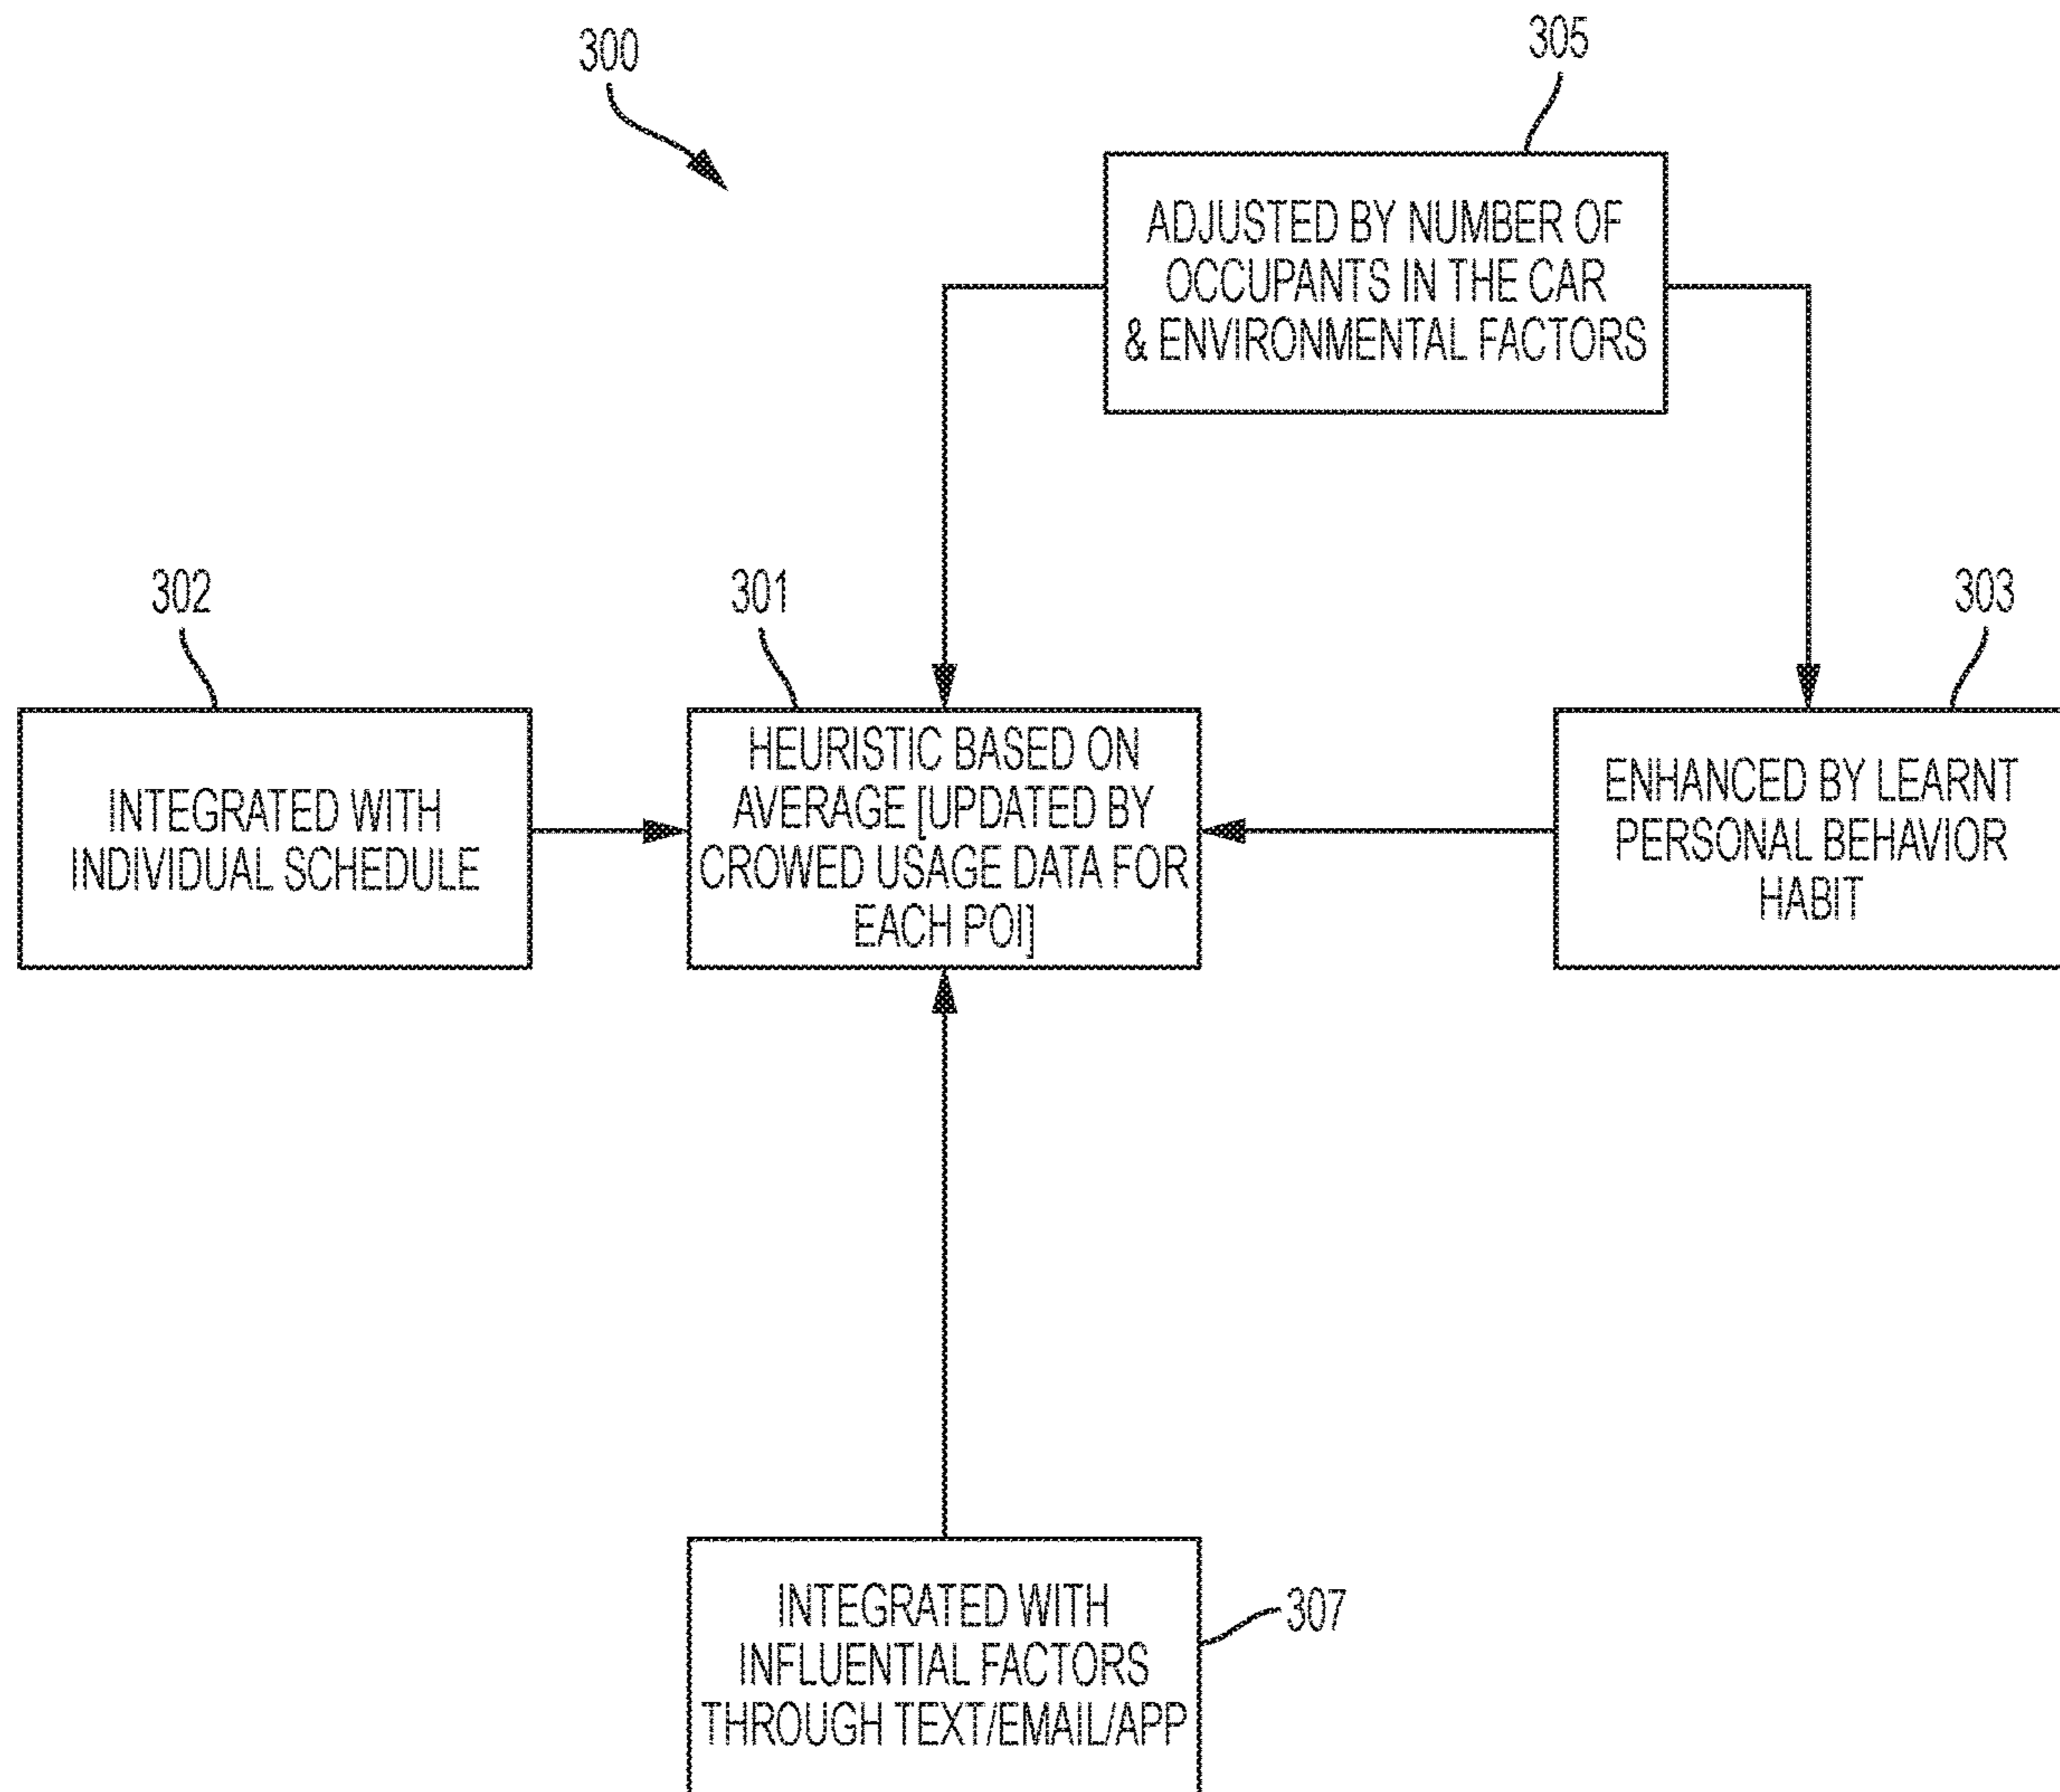 300
305
ADJUSTED BY NUMBER OF
OCCUPANTS IN THE CAR
& ENVIRONMENTAL FACTORS
302
301
303
INTEGRATED WITH
INDIVIDUAL SCHEDULE
HEURISTIC BASED ON
AVERAGE [UPDATED BY
CROWED USAGE DATA FOR
EACH POI]
ENHANCED BY LEARNT
PERSONAL BEHAVIOR
HABIT
INTEGRATED WITH
INFLUENTIAL FACTORS
THROUGH TEXT/EMAIL/APP
307